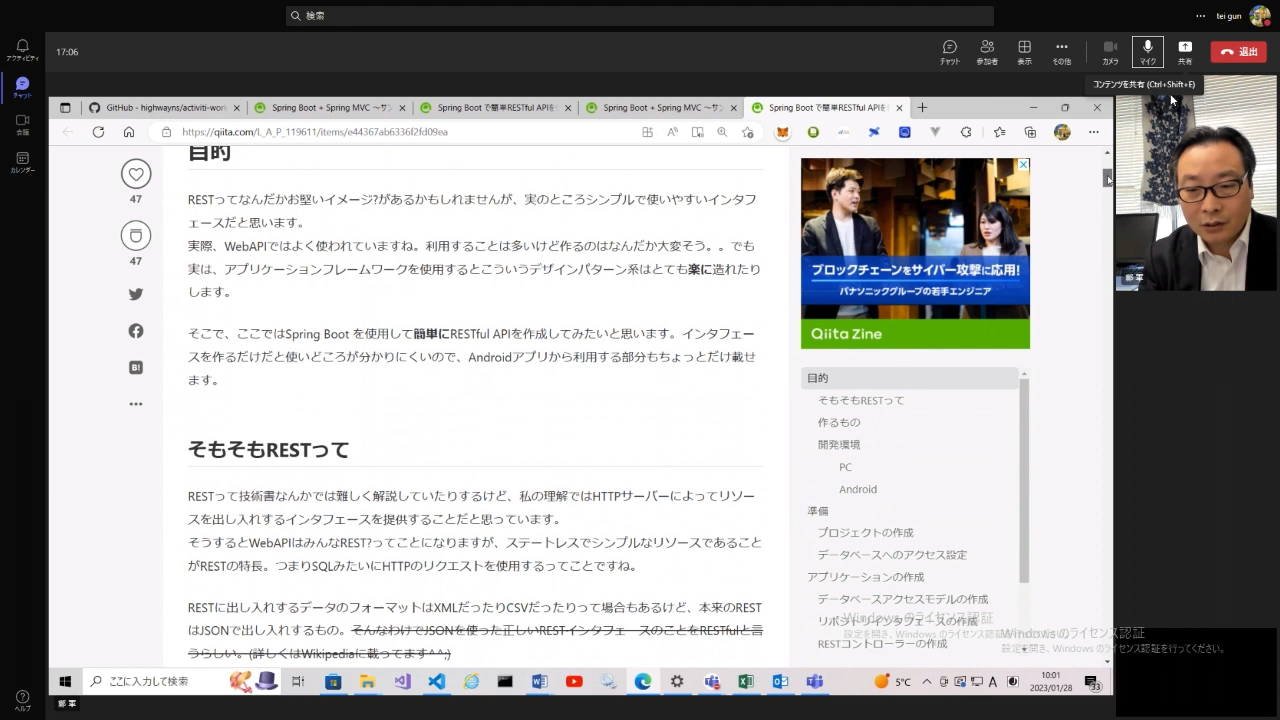 検索
tei gun
アクティビティ
チャット
会議
カレンダー
ヘルプ
17:06
チャット
参加者
表示
その他
カメラ
マイク
共有
退出
コンテンツを共有 (Ctrl+Shift+E)
GitHub - highwayns/activiti-work
Spring Boot + Spring MVC ～サン
Spring Boot で簡単RESTful APIを
Spring Boot + Spring MVC ～サン
Spring Boot で簡単RESTful APIを
目的
47
47
RESTってなんだかお堅いイメージ?があるかもしれませんが、実のところシンプルで使いやすいインタフ
ェースだと思います。
実際、WebAPIではよく使われていますね。利用することは多いけど作るのはなんだか大変そう。。でも
実は、アプリケーションフレームワークを使用するとこういうデザインパターン系はとても楽に造れたり
します。
そこで、ここではSpring Boot を使用して簡単にRESTful APIを作成してみたいと思います。インタフェー
スを作るだけだと使いどころが分かりにくいので、Androidアプリから利用する部分もちょっとだけ載せ
ます。
そもそもRESTって
RESTって技術書なんかでは難しく解説していたりするけど、私の理解ではHTTPサーバーによってリソー
スを出し入れするインタフェースを提供することだと思っています。
そうするとWebAPIはみんなREST?ってことになりますが、ステートレスでシンプルなリソースであること
がRESTの特長。つまりSQLみたいにHTTPのリクエストを使用するってことですね。
RESTに出し入れするデータのフォーマットはXMLだったりCSVだったりって場合もあるけど、本来のREST
はJSONで出し入れするもの。そんなわけでJSONを使った正しいRESTインタフェースのことをRESTfulと言
うらしい。(詳しくはWikipediaに載ってます^^;)
ブロックチェーンをサイバー攻撃に応用!
パナソニックグループの若手エンジニア
Qiita Zine
目的
そもそもRESTって
作るもの
開発環境
PC
Android
準備
プロジェクトの作成
データベースへのアクセス設定
アプリケーションの作成
データベースアクセスモデルの作成
リポジトリインタフェースの作成
RESTコントローラーの作成
Windows のライセンス認証
設定を開き、Windows のライセンス認証を行ってください。
鄭 軍
ここに入力して検索
5℃
A
10:01
2023/01/28
33
鄭 軍